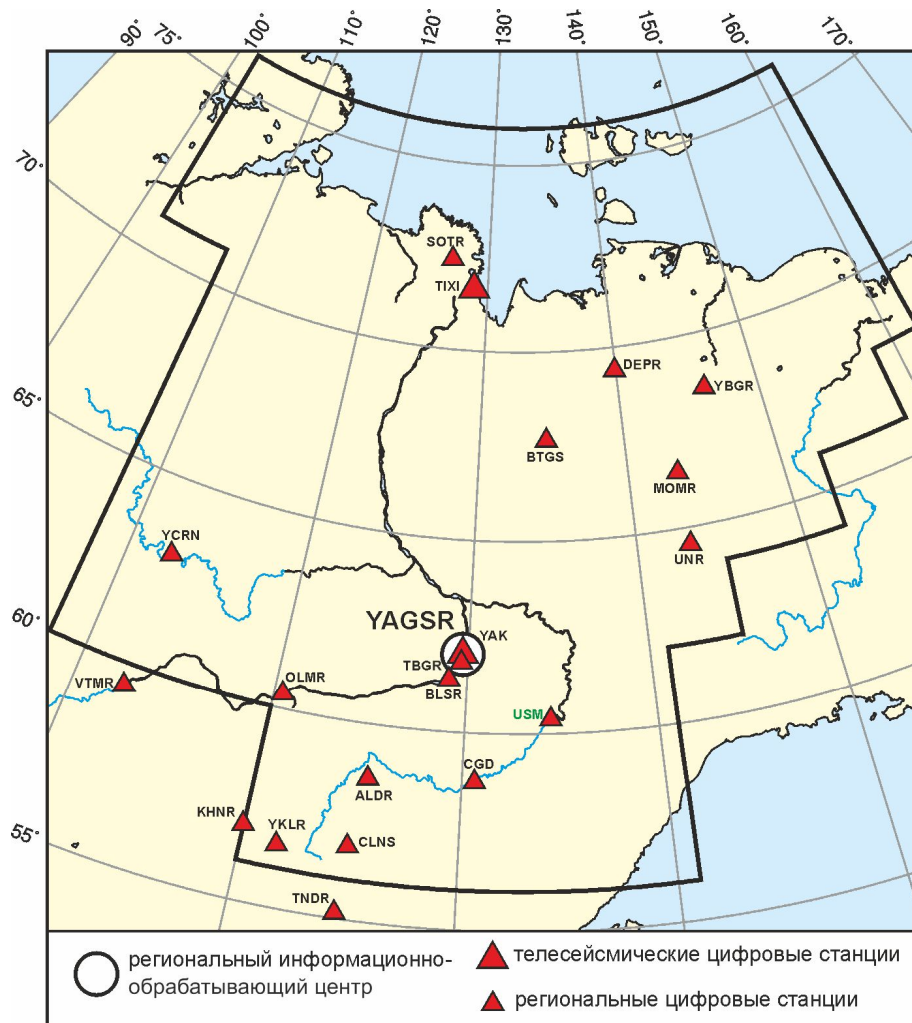 90° 75° 100° 110° 120° 130° 140° 150° 160° 170°
70°
SOTR
TIXI
DEPR
YBGR
65°
BTGS
MOMR
YCRN
UNR
60°
YAGSR
YAK
TBGR
OLMR
VTMR
BLSR
USM
CGD
ALDR
KHNR
YKLR
55°
CLNS
TNDR
региональный информационно-
обрабатывающий центр
телесейсмические цифровые станции
региональные цифровые станции